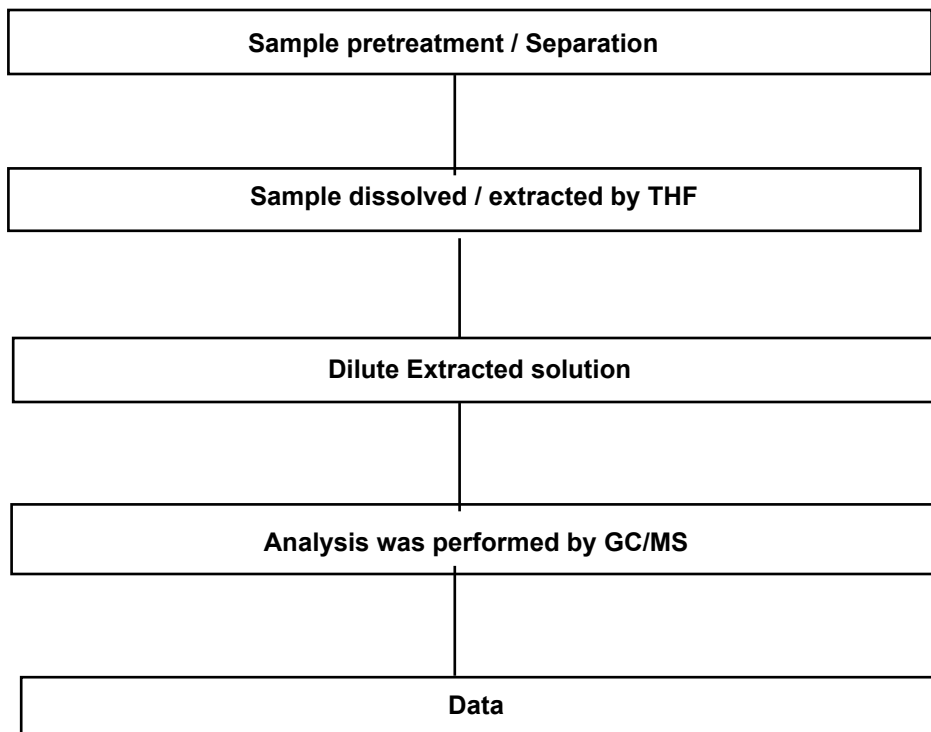 Sample pretreatment / Separation
Sample dissolved / extracted by THF
Dilute Extracted solution
Analysis was performed by GC/MS
Data